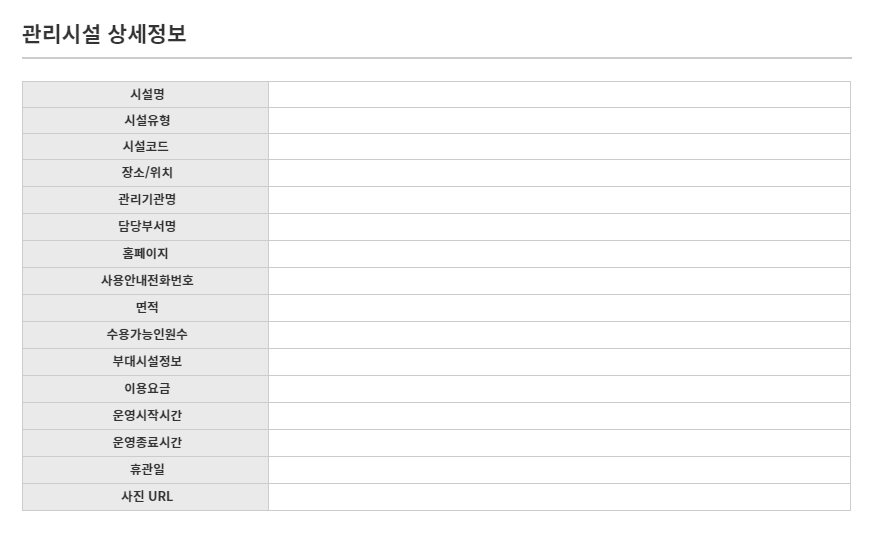 관리시설 상세정보
시설명
시설유형
시설코드
장소/위치
관리기관명
담당부서명
홈페이지
사용안내전화번호
면적
수용가능인원수
부대시설정보
이용요금
운영시작시간
운영종료시간
휴관일
사진 URL